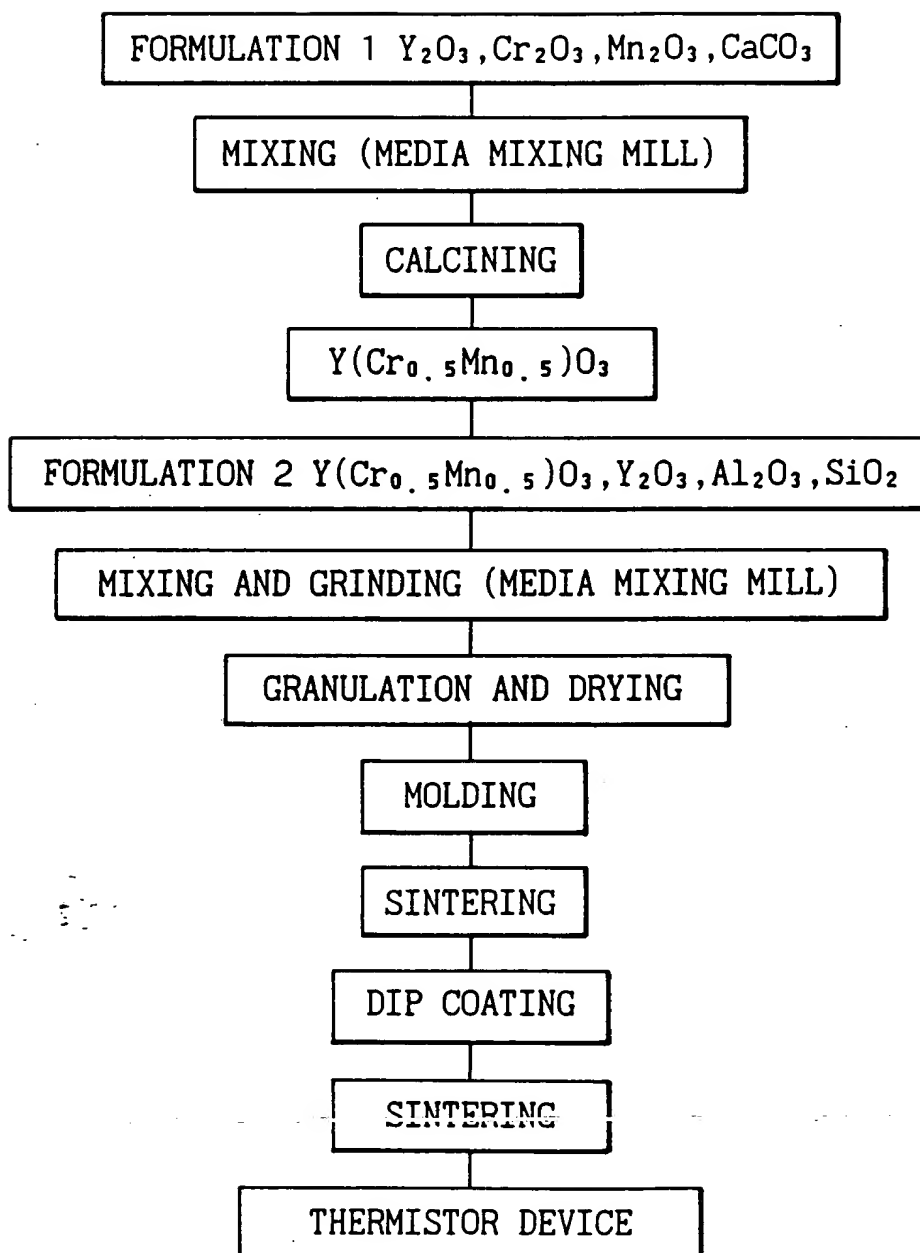 FORMULATION 1 Y₂O₃,Cr₂O₃,Mn₂O₃,CaCO₃
MIXING (MEDIA MIXING MILL)
CALCINING
Y(Cr₀.₅Mn₀.₅)O₃
FORMULATION 2 Y(Cr₀.₅Mn₀.₅)O₃,Y₂O₃,Al₂O₃,SiO₂
MIXING AND GRINDING (MEDIA MIXING MILL)
GRANULATION AND DRYING
MOLDING
SINTERING
DIP COATING
SINTERING
THERMISTOR DEVICE